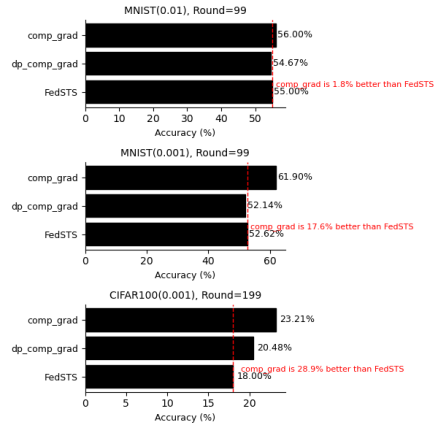 MNIST(0.01), Round=99
comp_grad
56.00%
dp_comp_grad
54.67%
comp_grad is 1.8% better than FedSTS
FedSTS
55.00%
0 10 20 30 40 50
Accuracy (%)
MNIST(0.001), Round=99
comp_grad
61.90%
dp_comp_grad
52.14%
comp_grad is 17.6% better than FedSTS
FedSTS
52.62%
0 20 40 60
Accuracy (%)
CIFAR100(0.001), Round=199
comp_grad
23.21%
dp_comp_grad
20.48%
comp_grad is 28.9% better than FedSTS
FedSTS
18.00%
0 5 10 15 20
Accuracy (%)